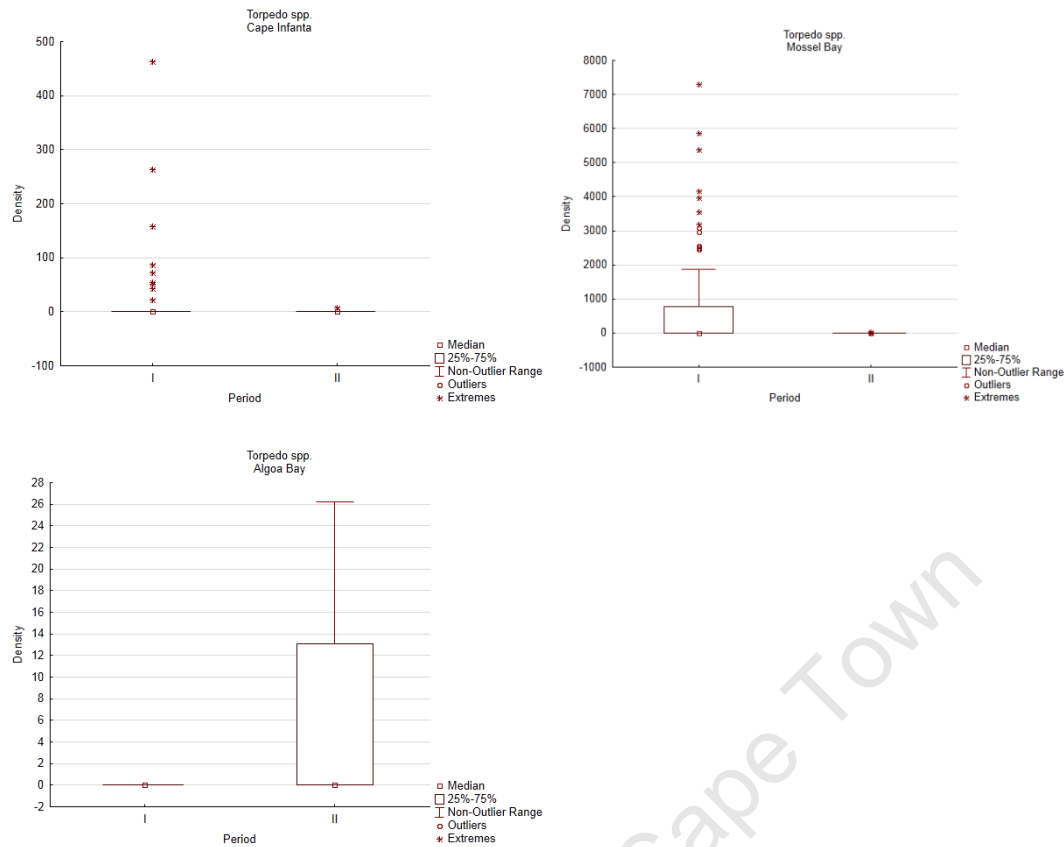 Torpedo spp.
Cape Infanta
500
400
300
200
100
0
-100
Density
I II
Period
Median
25%-75%
Non-Outlier Range
Outliers
Extremes
Torpedo spp.
Mossel Bay
8000
7000
6000
5000
4000
3000
2000
1000
0
-1000
Density
I II
Period
Median
25%-75%
Non-Outlier Range
Outliers
Extremes
Torpedo spp.
Algoa Bay
28
26
24
22
20
18
16
14
12
10
8
6
4
2
0
-2
Density
I II
Period
Median
25%-75%
Non-Outlier Range
Outliers
Extremes
Cape Town